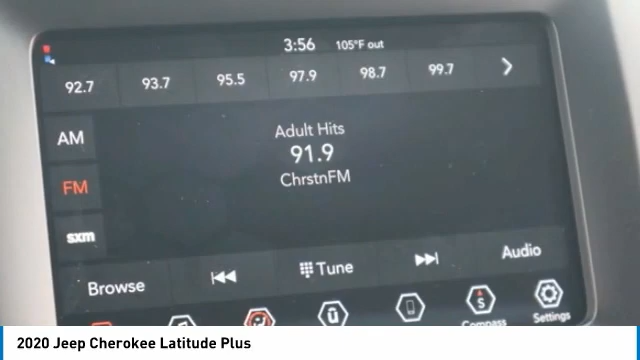 3:56 105°F out
92.7 93.7 95.5 97.9 98.7 99.7
AM
Adult Hits
91.9
FM
ChrstnFM
sxm
Browse Tune Audio
S
Compass Settings
2020 Jeep Cherokee Latitude Plus